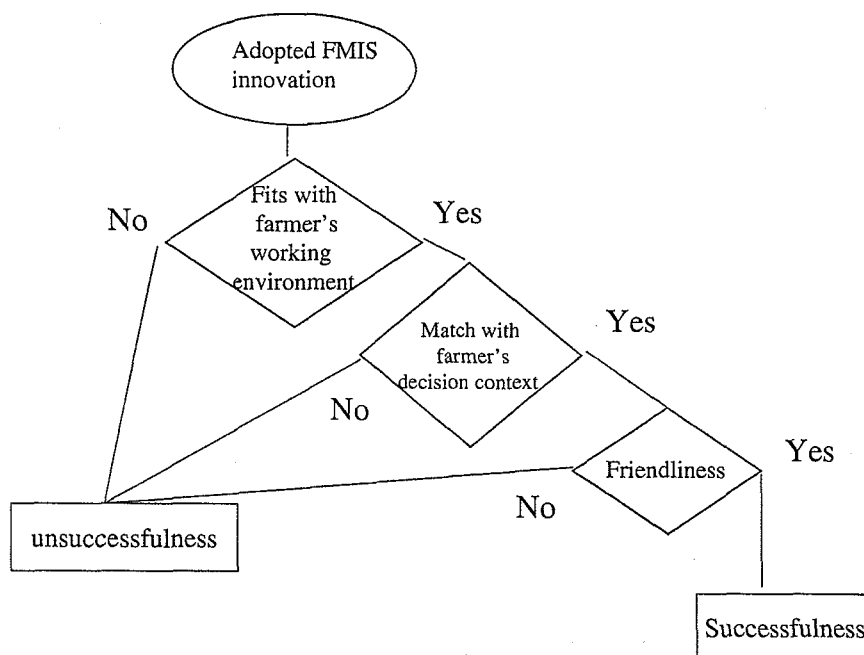 Adopted FMIS
innovation
Fits with
farmer's
working
environment
No
Yes
Match with
farmer's
decision context
No
Yes
Friendliness
No
Yes
unsuccessfulness
Successfulness